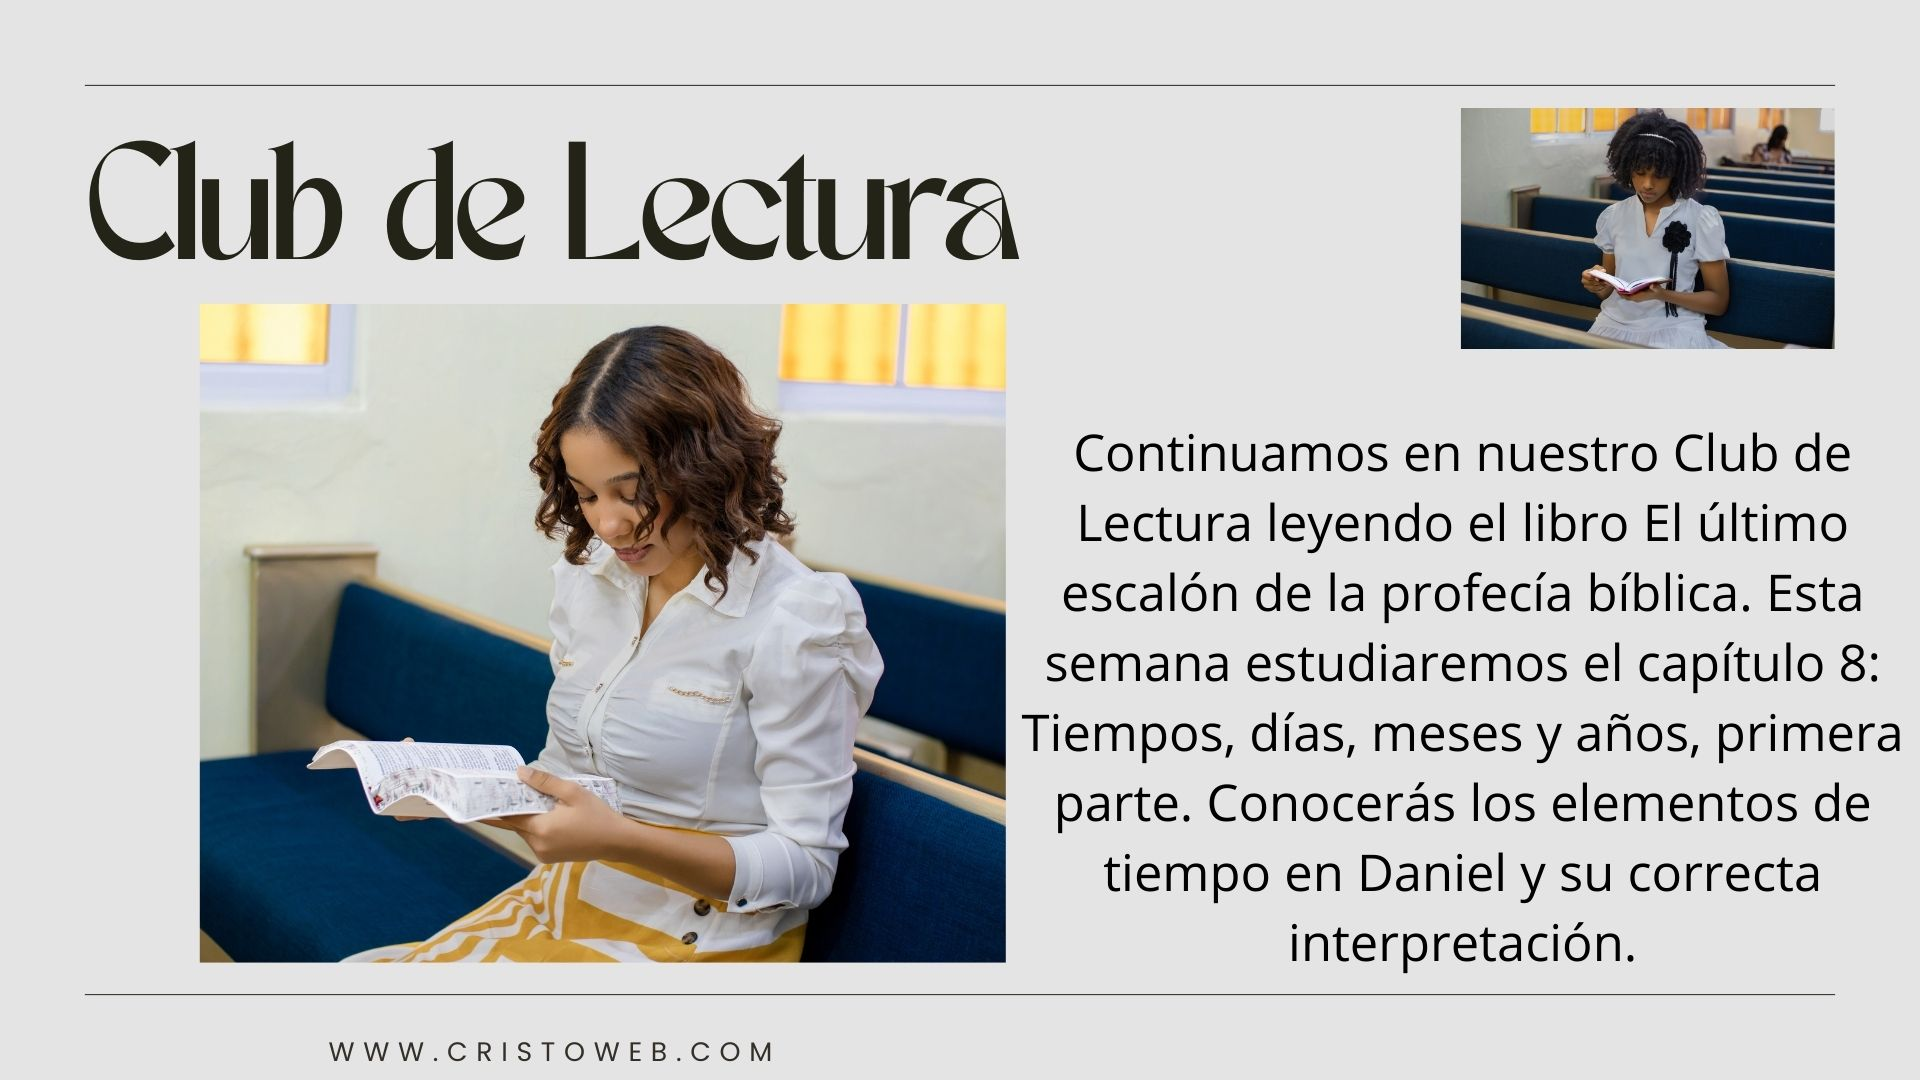 Club de Lectura
Continuamos en nuestro Club de
Lectura leyendo el libro El último
escalón de la profecía bíblica. Esta
semana estudiaremos el capítulo 8:
Tiempos, días, meses y años, primera
parte. Conocerás los elementos de
tiempo en Daniel y su correcta
interpretación.
WWW.CRISTOWEB.COM